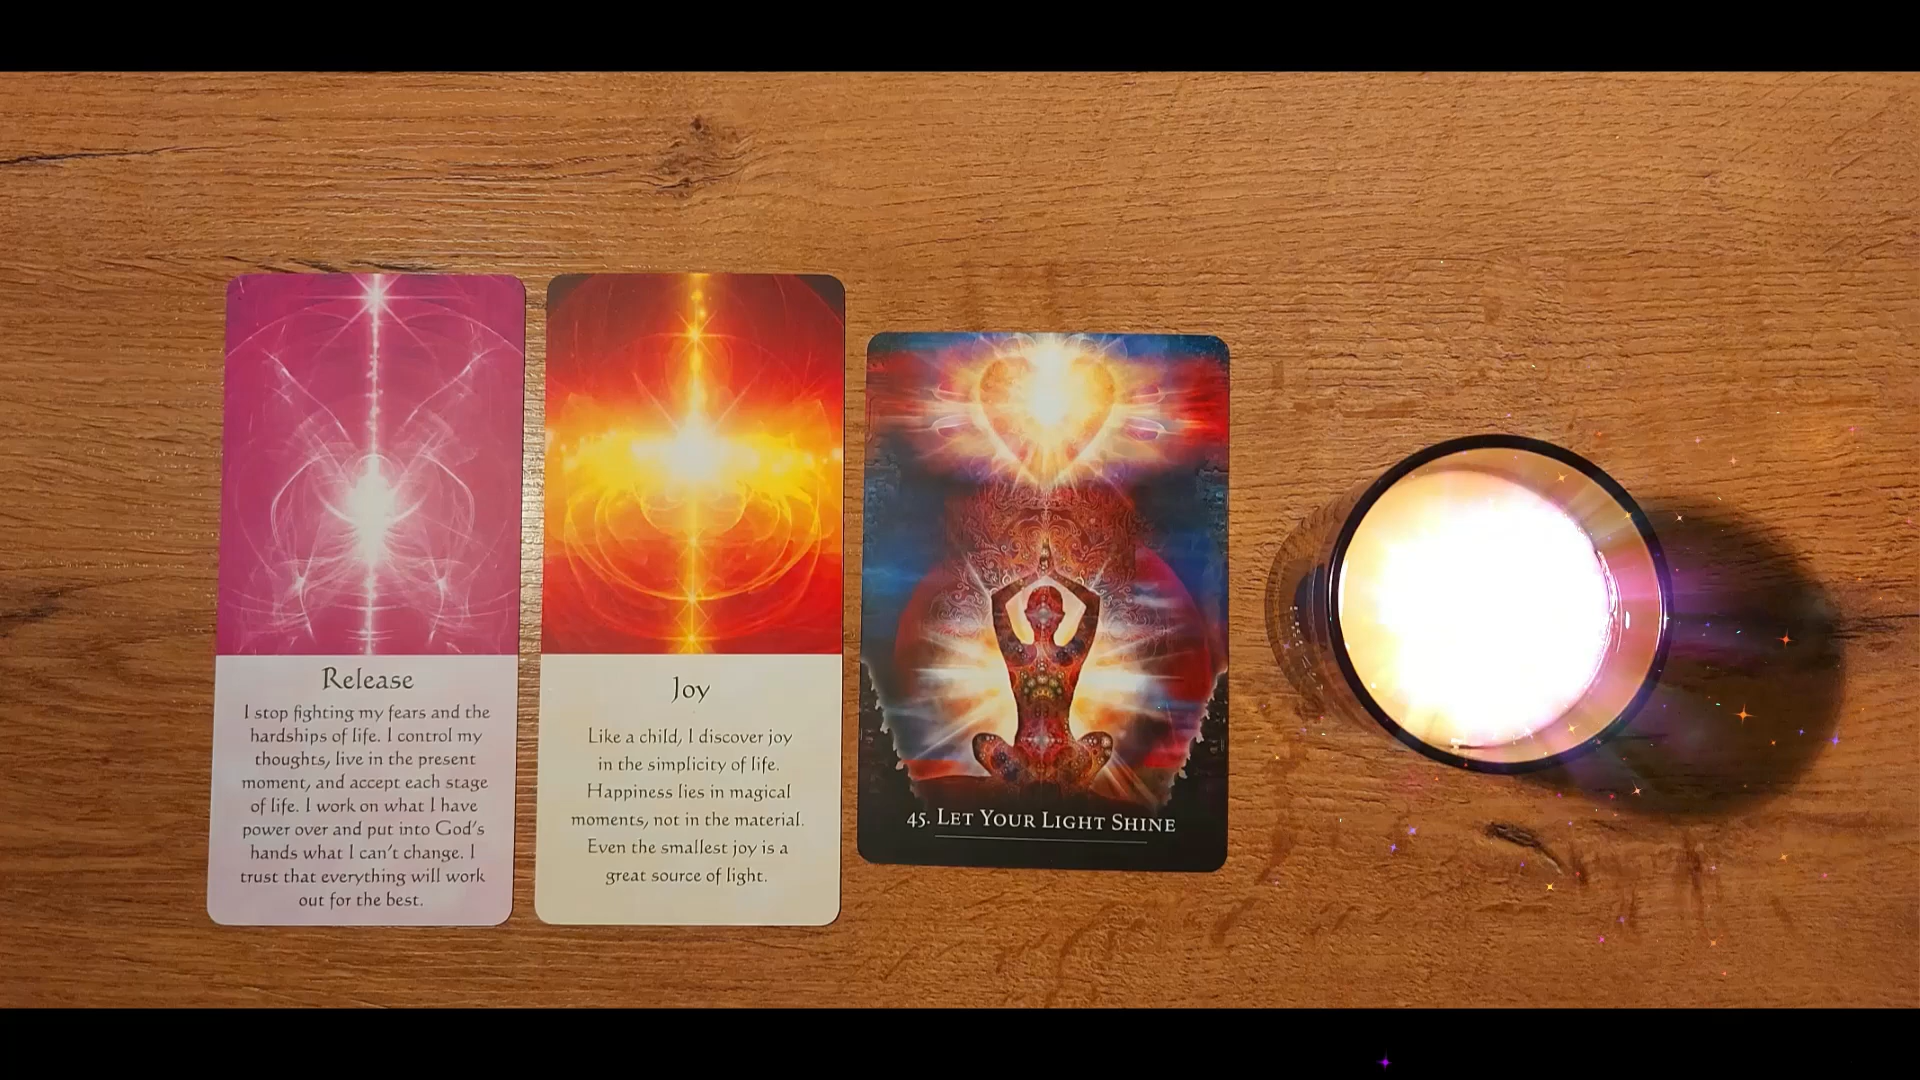 Release
I stop fighting my fears and the
hardships of life. I control my
thoughts, live in the present
moment, and accept each stage
of life. I work on what I have
power over and put into God's
hands what I can't change. I
trust that everything will work
out for the best.
Joy
Like a child, I discover joy
in the simplicity of life.
Happiness lies in magical
moments, not in the material.
Even the smallest joy is a
great source of light.
45. Let Your Light Shine